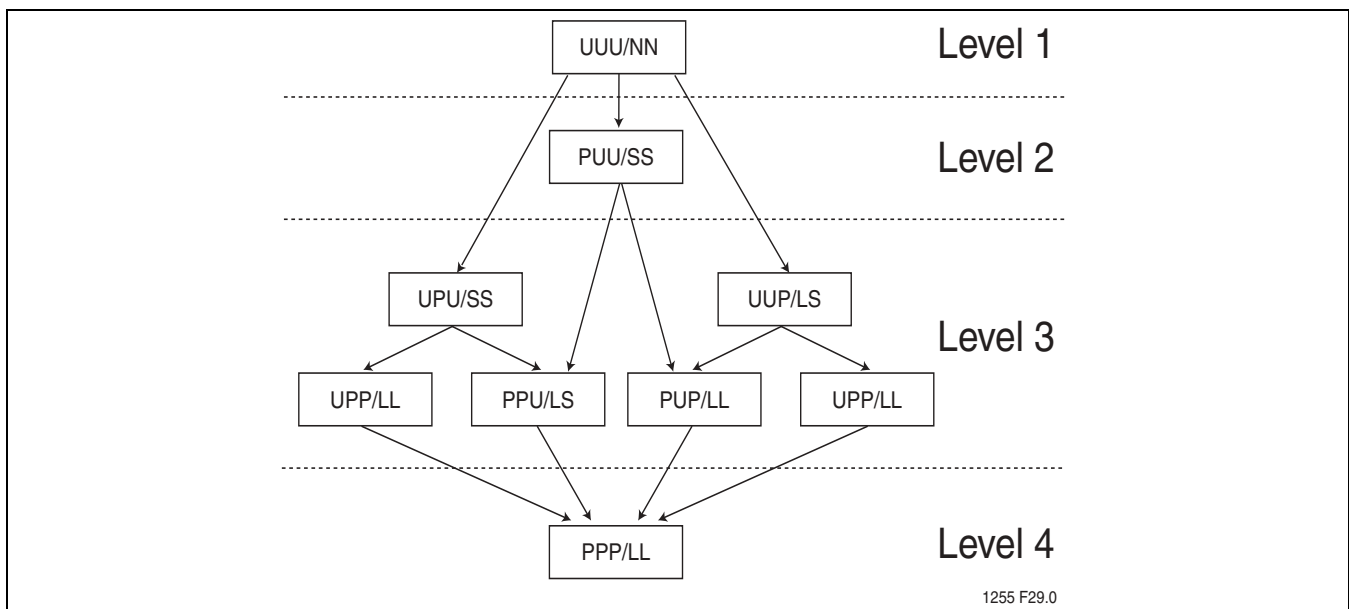 UUU/NN
Level 1
PUU/SS
Level 2
UPU/SS
UUP/LS
Level 3
UPP/LL
PPU/LS
PUP/LL
UPP/LL
PPP/LL
Level 4
1255 F29.0